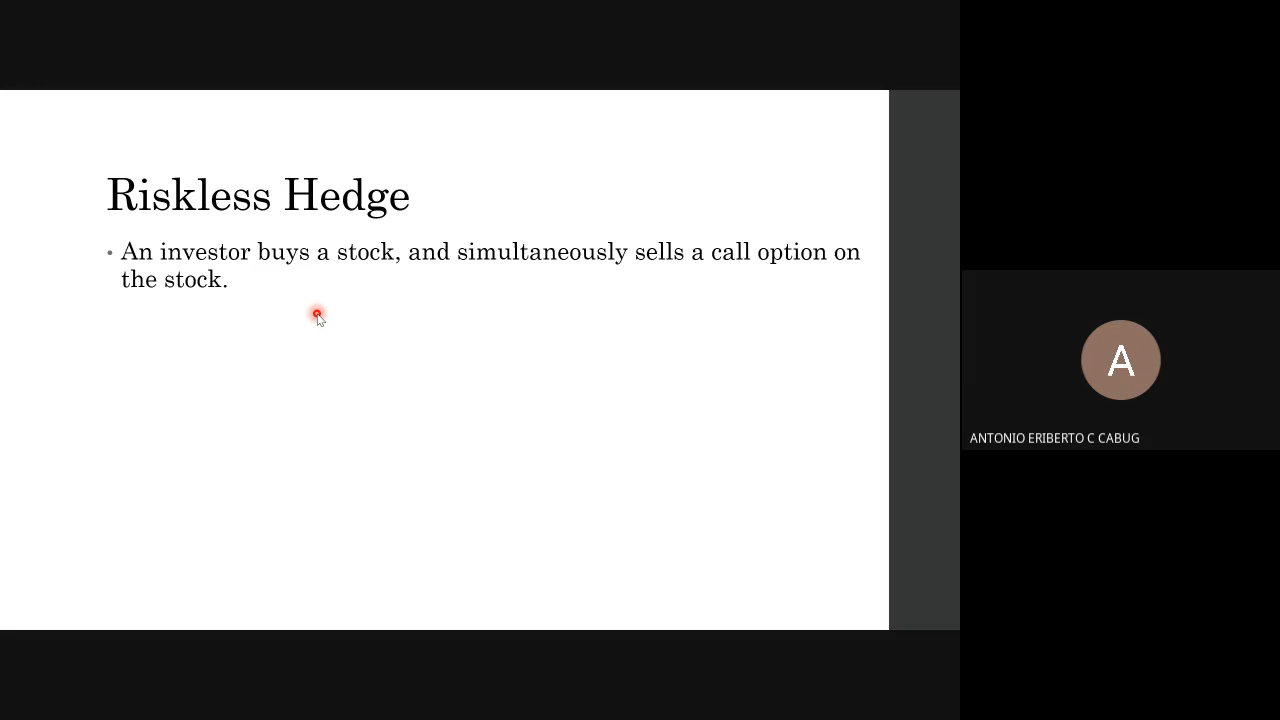 Riskless Hedge
• An investor buys a stock, and simultaneously sells a call option on
the stock.
A
ANTONIO ERIBERTO C CABUG